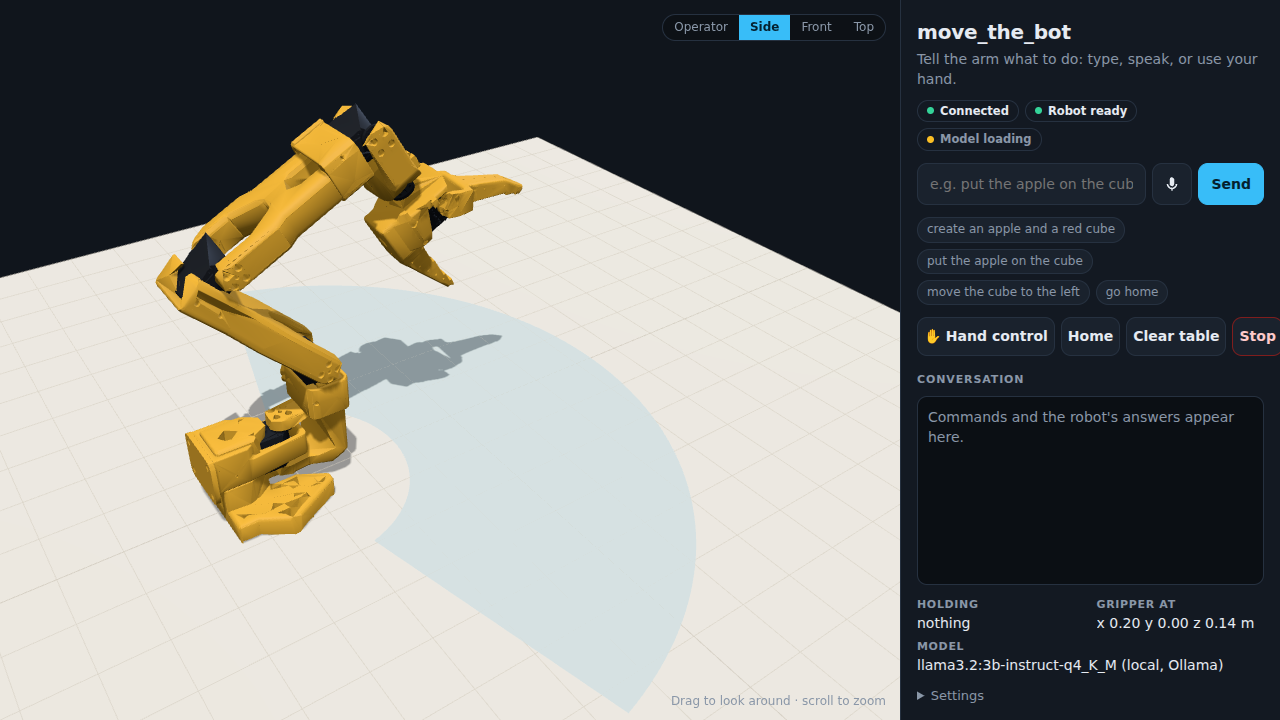 Operator Side Front Top
move_the_bot
Tell the arm what to do: type, speak, or use your
hand.
Connected Robot ready
Model loading
e.g. put the apple on the cub Send
create an apple and a red cube
put the apple on the cube
move the cube to the left go home
Hand control Home Clear table Stop
CONVERSATION
Commands and the robot's answers appear
here.
HOLDING GRIPPER AT
nothing x 0.20 y 0.00 z 0.14 m
MODEL
llama3.2:3b-instruct-q4_K_M (local, Ollama)
Settings
Drag to look around · scroll to zoom